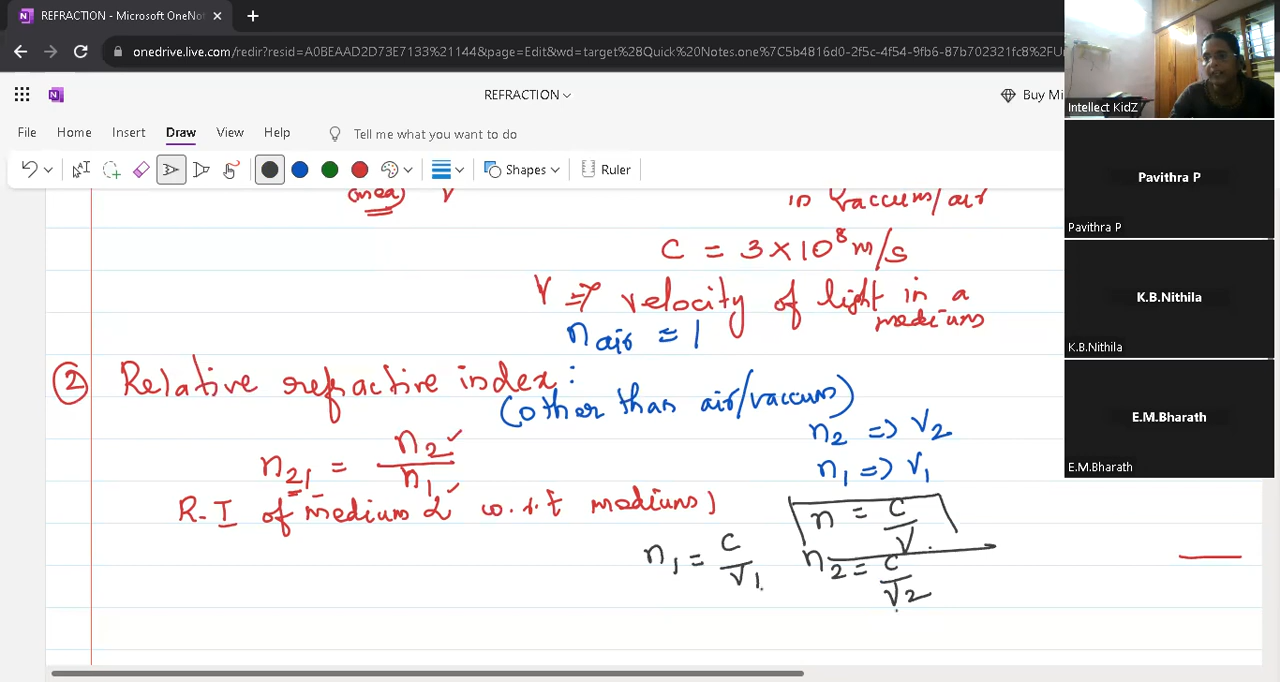 REFRACTION - Microsoft OneNot
onedrive.live.com/redir?resid=A0BEAAD2D73E7133%21144&page=Edit&wd=target%28Quick%20Notes.one%7C5b4816d0-2f5c-4f54-9fb6-87b702321fc8%2FU
REFRACTION
Buy Mi
File Home Insert Draw View Help Tell me what you want to do
Shapes Ruler
(mea) v
in vaccum/air
C = 3×10⁸ m/s
V => velocity of light in a medium
n air = 1
② Relative refractive index:
(other than air/vaccum)
n₂ => V₂
n₁ => V₁
n₂₁ = n₂/n₁
R.I of medium 2 w.r.t medium 1
n = C/V
n₁ = C/V₁
n₂ = C/V₂
Intellect KidZ
Pavithra P
Pavithra P
K.B.Nithila
K.B.Nithila
E.M.Bharath
E.M.Bharath